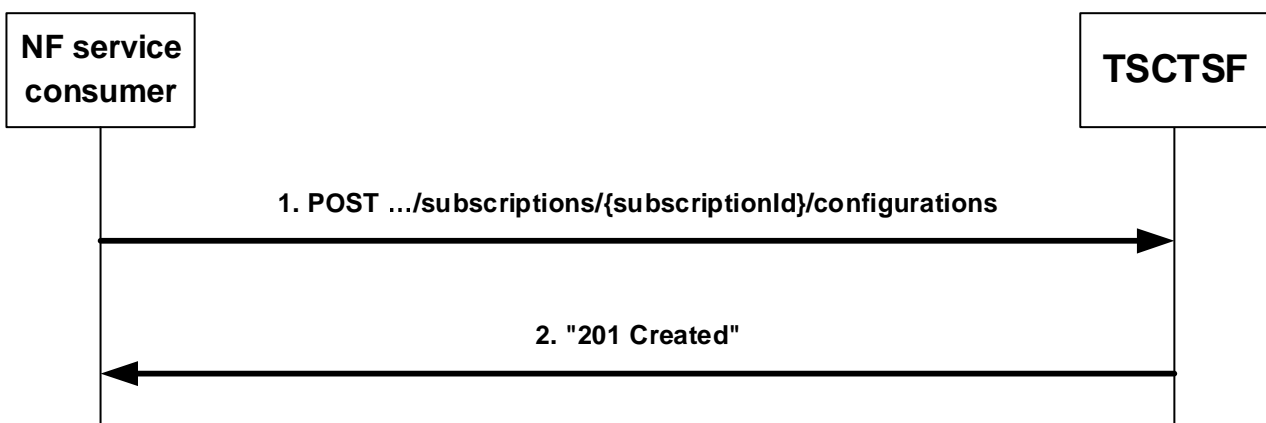 NF service
consumer
TSCTSF
1. POST …/subscriptions/{subscriptionId}/configurations
2. "201 Created"